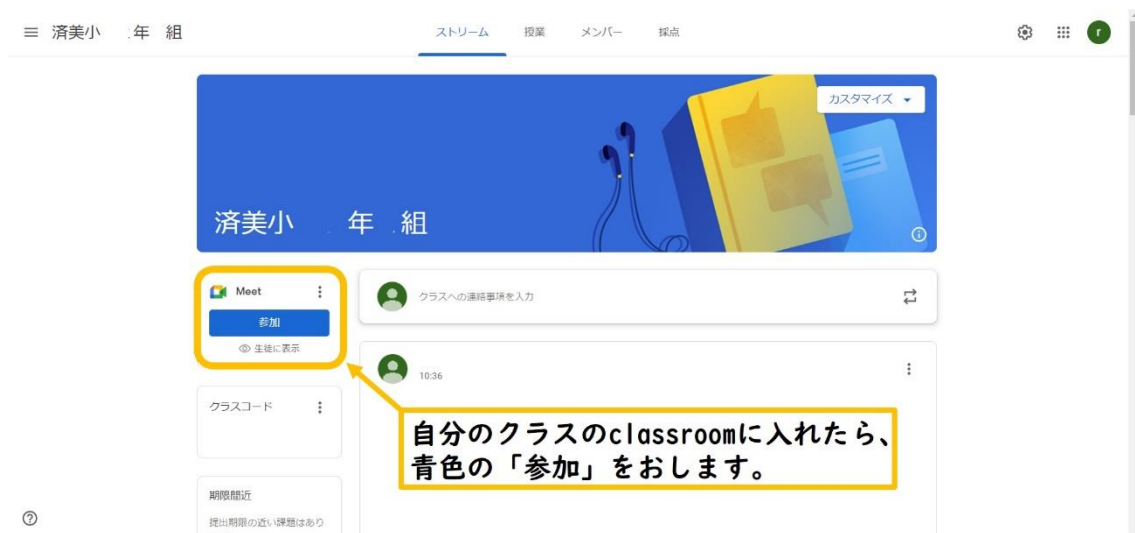 済美小 年 組
ストリーム 授業 メンバー 採点
r
カスタマイズ
済美小 年 組
Meet
参加
生徒に表示
クラスへの連絡事項を入力
10:36
クラスコード
自分のクラスのclassroomに入れたら、
青色の「参加」をおします。
期限間近
提出期限の近い課題はあり